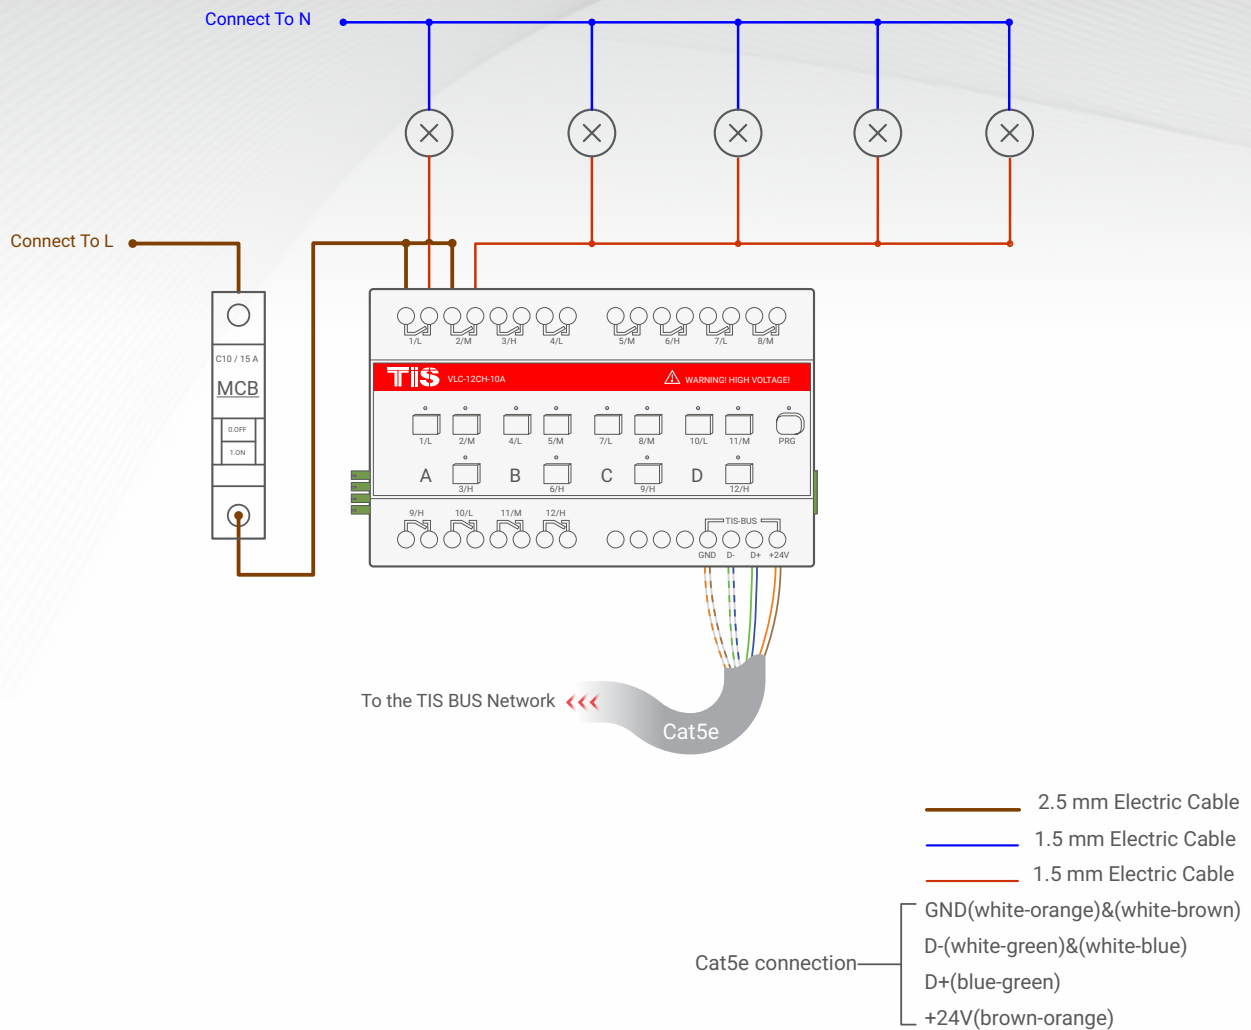 Connect To N
Connect To L
C10 / 15 A
MCB
0.OFF
1.ON
1/L 2/M 3/H 4/L 5/M 6/H 7/L 8/M
TIS VLC-12CH-10A WARNING! HIGH VOLTAGE!
1/L 2/M 4/L 5/M 7/L 8/M 10/L 11/M PRG
A B C D
3/H 6/H 9/H 12/H
9/H 10/L 11/M 12/H
TIS-BUS
GND D- D+ +24V
To the TIS BUS Network
Cat5e
2.5 mm Electric Cable
1.5 mm Electric Cable
1.5 mm Electric Cable
GND(white-orange)&(white-brown)
D-(white-green)&(white-blue)
Cat5e connection
D+(blue-green)
+24V(brown-orange)